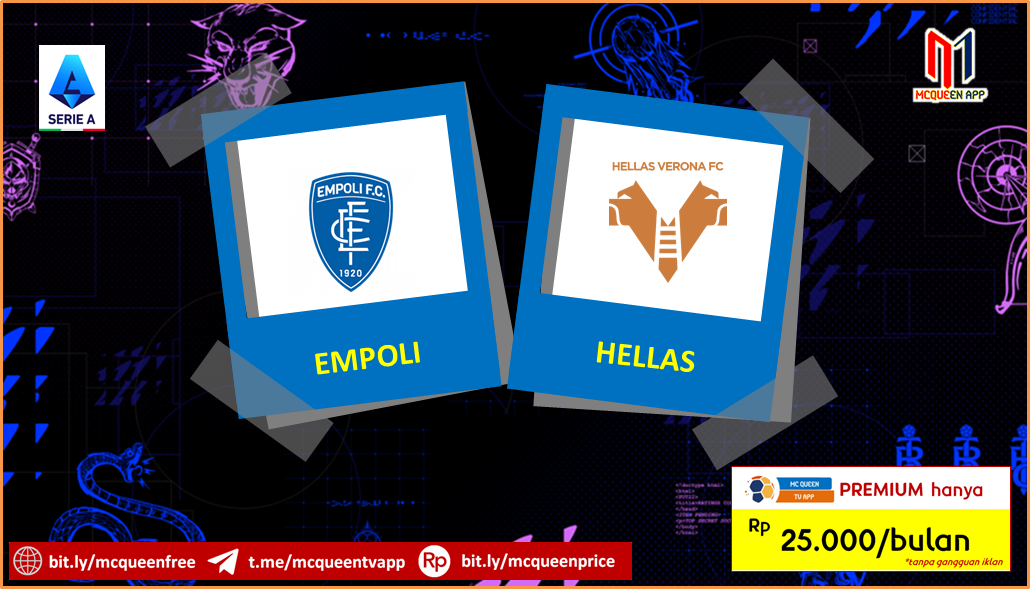 SERIE A
MCQUEEN APP
EMPOLI F.C.
1920
HELLAS VERONA FC
EMPOLI
HELLAS
MC QUEEN
TV APP
PREMIUM hanya
Rp 25.000/bulan
*tanpa gangguan iklan
bit.ly/mcqueenfree
t.me/mcqueentvapp
Rp
bit.ly/mcqueenprice